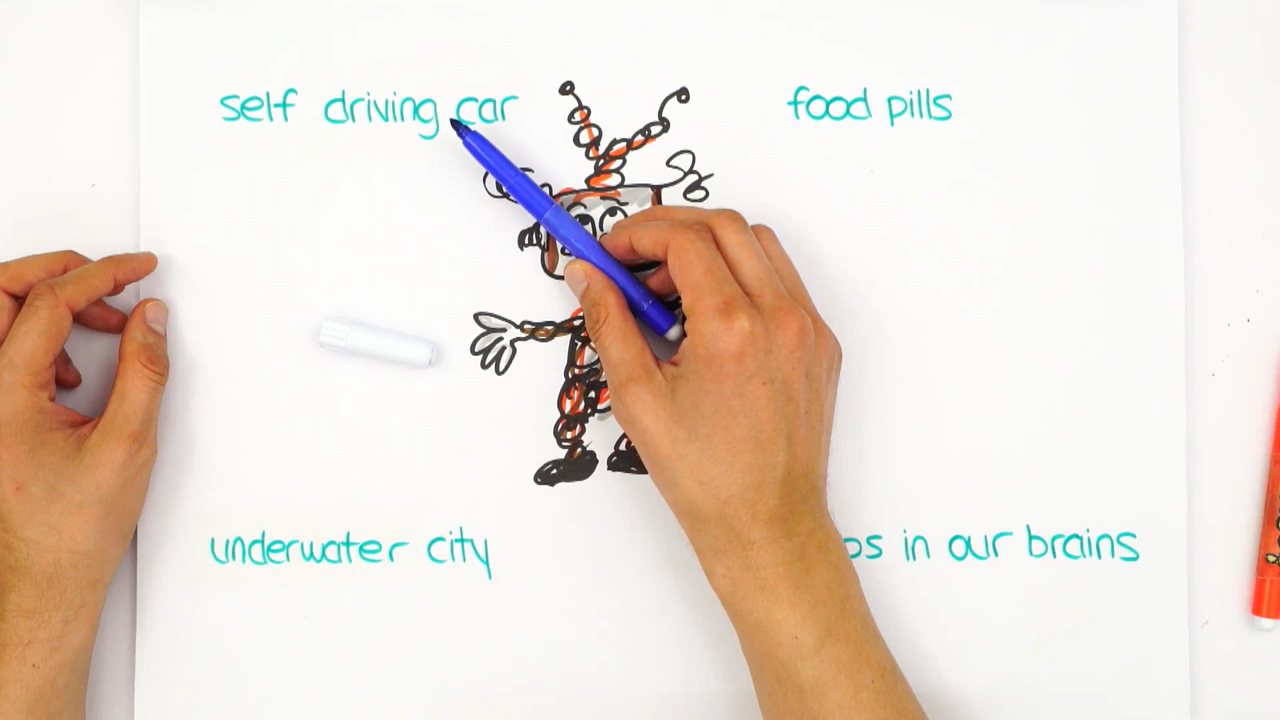 self driving car
food pills
underwater city
in our brains